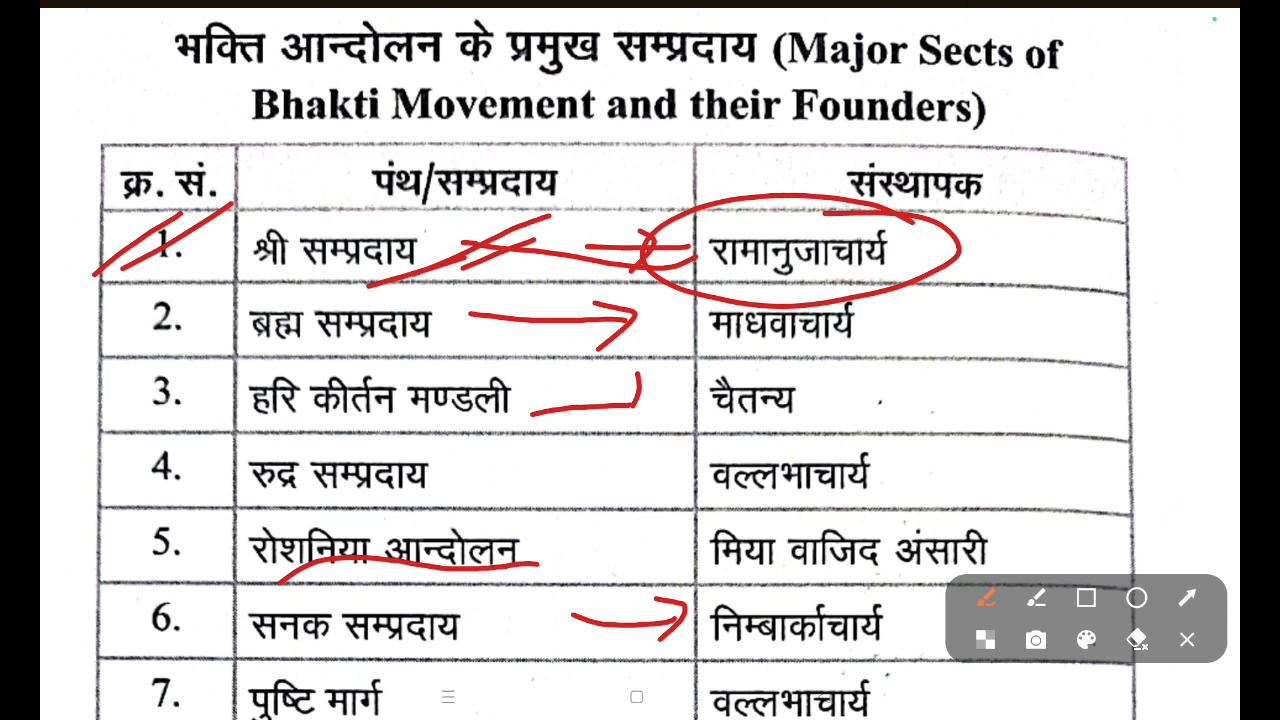 भक्ति आन्दोलन के प्रमुख सम्प्रदाय (Major Sects of
Bhakti Movement and their Founders)
क्र. सं. पंथ/सम्प्रदाय संस्थापक
1. श्री सम्प्रदाय रामानुजाचार्य
2. ब्रह्म सम्प्रदाय माधवाचार्य
3. हरि कीर्तन मण्डली चैतन्य
4. रुद्र सम्प्रदाय वल्लभाचार्य
5. रोशनिया आन्दोलन मिया वाजिद अंसारी
6. सनक सम्प्रदाय निम्बार्काचार्य
7. पुष्टि मार्ग वल्लभाचार्य